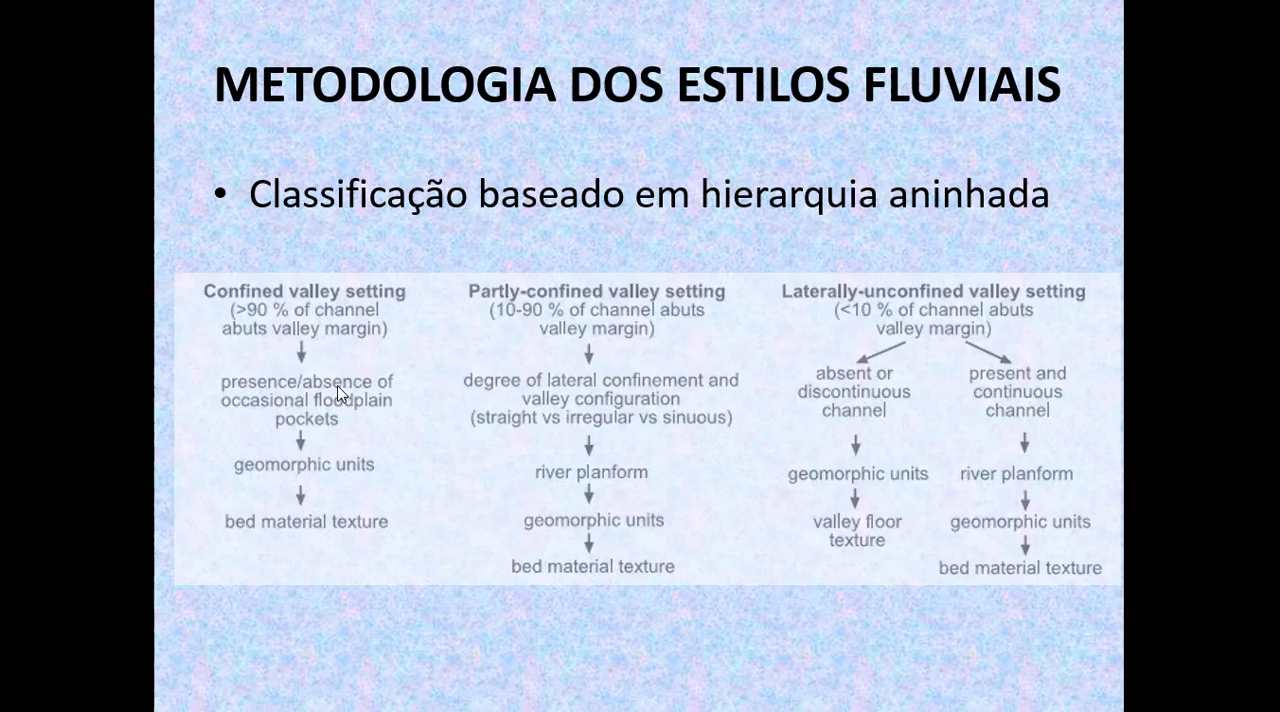 METODOLOGIA DOS ESTILOS FLUVIAIS
• Classificação baseado em hierarquia aninhada
Confined valley setting
(>90 % of channel
abuts valley margin)
presence/absence of
occasional floodplain
pockets
geomorphic units
bed material texture
Partly-confined valley setting
(10-90 % of channel abuts
valley margin)
degree of lateral confinement and
valley configuration
(straight vs irregular vs sinuous)
river planform
geomorphic units
bed material texture
Laterally-unconfined valley setting
(<10 % of channel abuts
valley margin)
absent or
discontinuous
channel
geomorphic units
valley floor
texture
present and
continuous
channel
river planform
geomorphic units
bed material texture